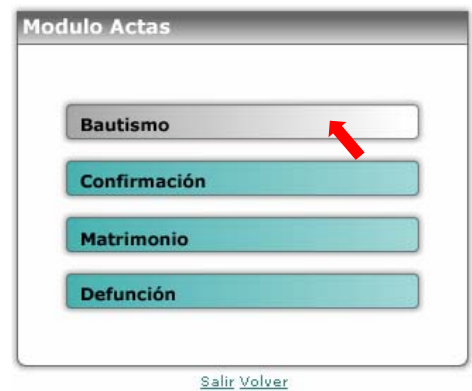 Modulo Actas
Bautismo
Confirmación
Matrimonio
Defunción
Salir Volver